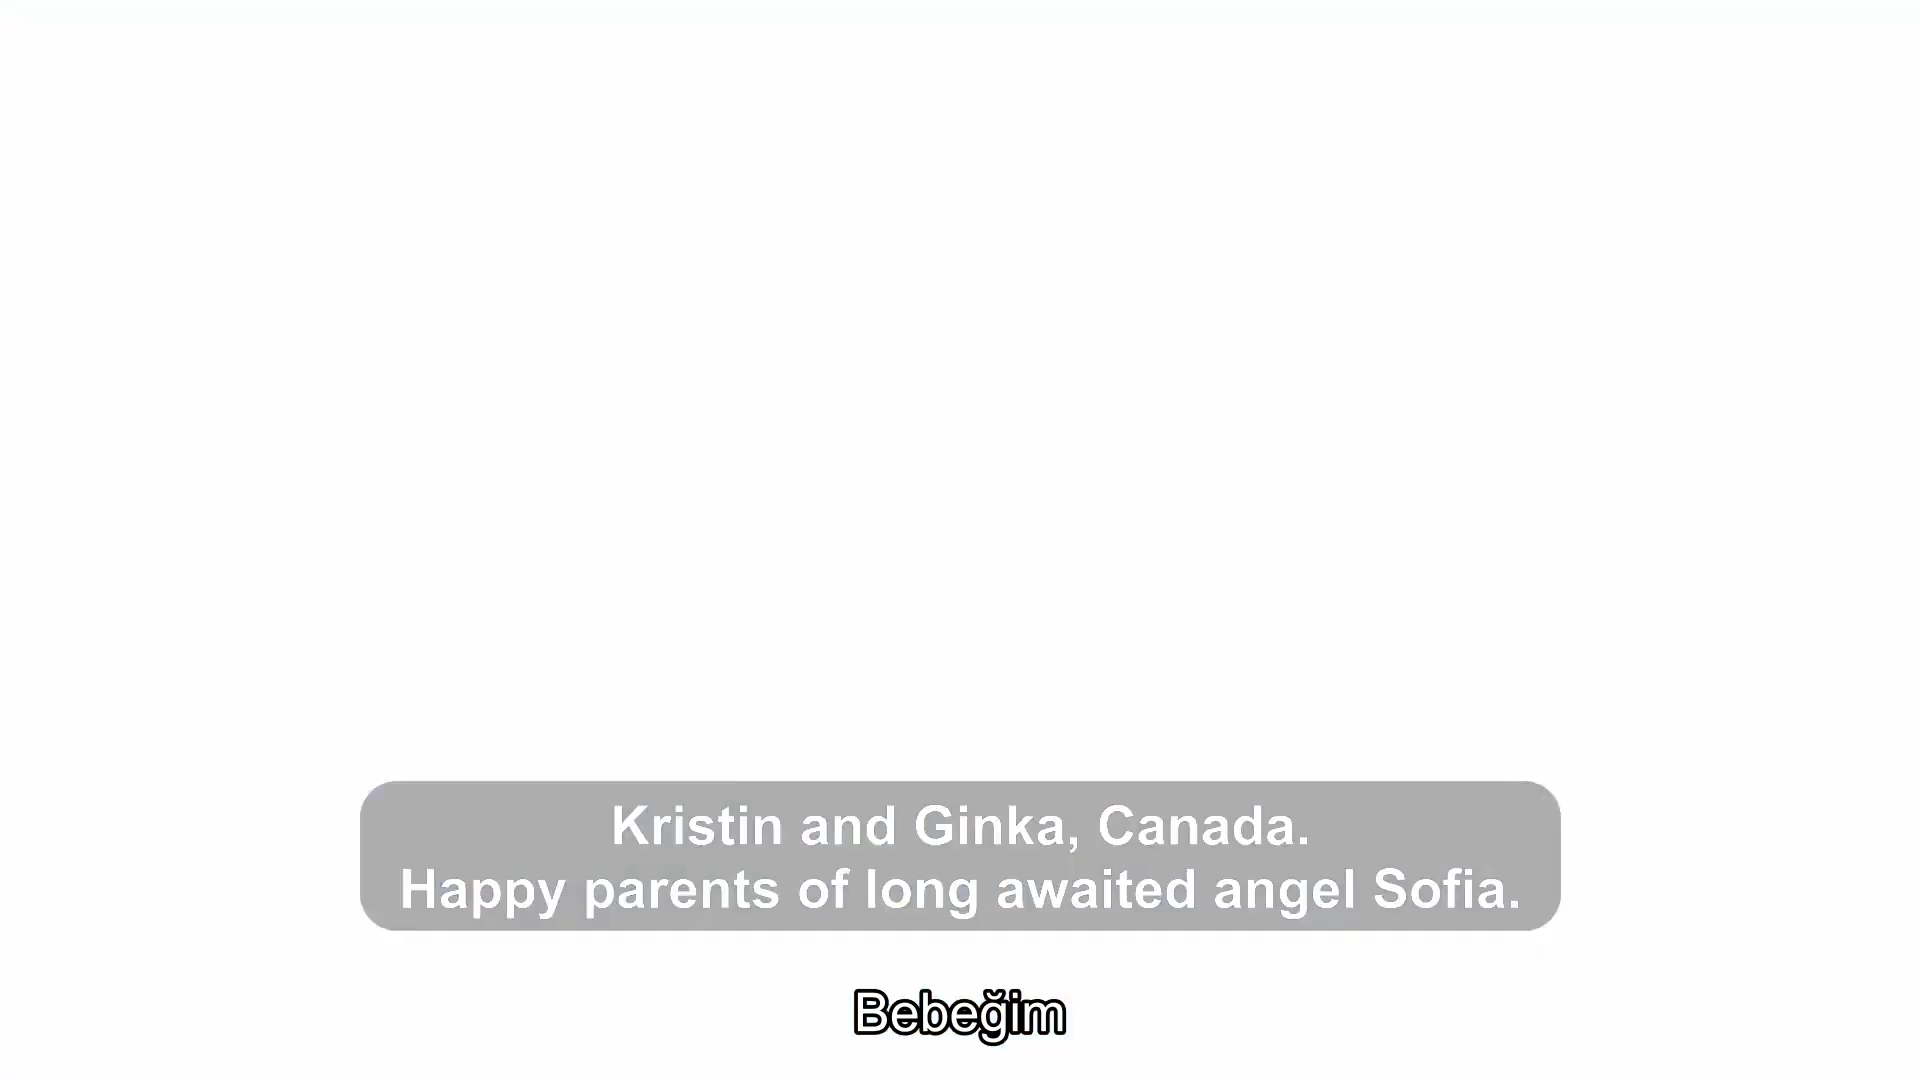 Kristin and Ginka, Canada.
Happy parents of long awaited angel Sofia.
Bebeğim